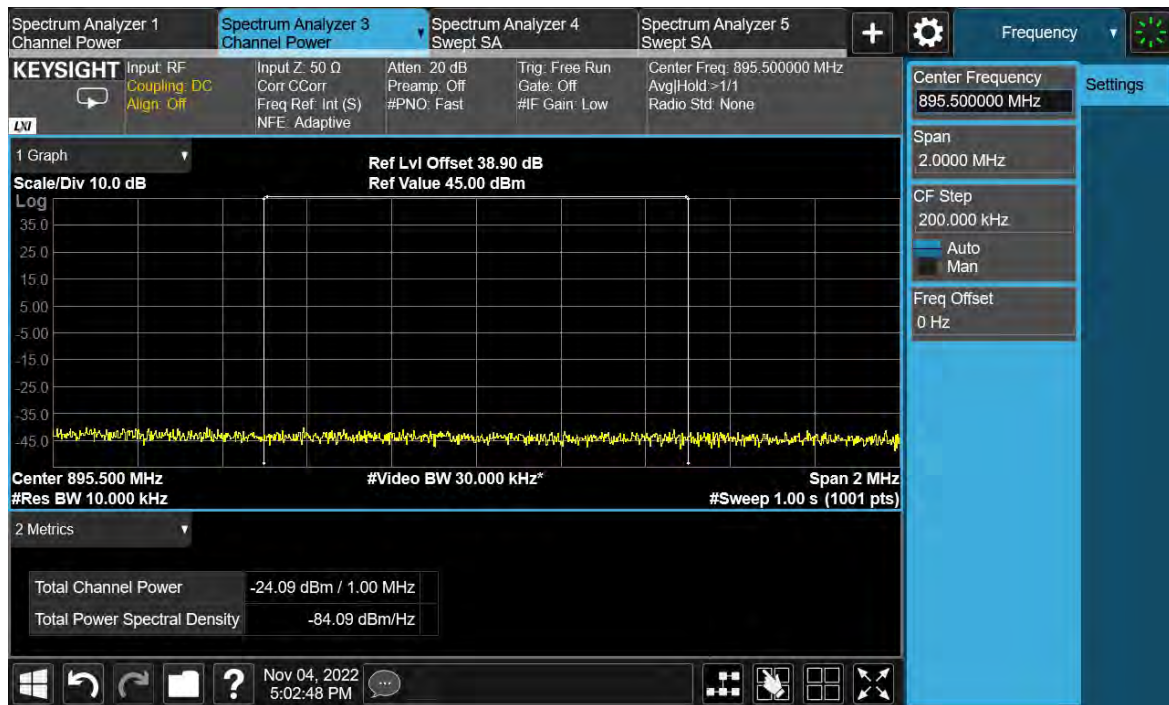 Spectrum Analyzer 1
Channel Power
Spectrum Analyzer 3
Channel Power
Spectrum Analyzer 4
Swept SA
Spectrum Analyzer 5
Swept SA
+
Frequency
KEYSIGHT
LXI
Input: RF
Coupling: DC
Align: Off
Input Z: 50 Ω
Corr CCorr
Freq Ref: Int (S)
NFE: Adaptive
Atten: 20 dB
Preamp: Off
#PNO: Fast
Trig: Free Run
Gate: Off
#IF Gain: Low
Center Freq: 895.500000 MHz
Avg|Hold >1/1
Radio Std: None
Center Frequency
895.500000 MHz
Settings
Span
2.0000 MHz
CF Step
200.000 kHz
Auto
Man
Freq Offset
0 Hz
1 Graph
Scale/Div 10.0 dB
Ref Lvl Offset 38.90 dB
Ref Value 45.00 dBm
Log
35.0
25.0
15.0
5.00
-5.00
-15.0
-25.0
-35.0
-45.0
Center 895.500 MHz
#Video BW 30.000 kHz*
Span 2 MHz
#Res BW 10.000 kHz
#Sweep 1.00 s (1001 pts)
2 Metrics
Total Channel Power -24.09 dBm / 1.00 MHz
Total Power Spectral Density -84.09 dBm/Hz
?
Nov 04, 2022
5:02:48 PM